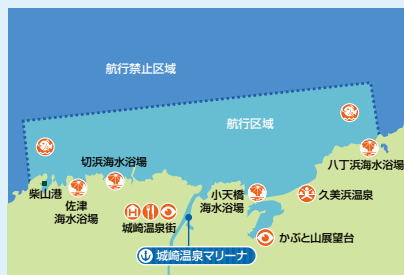 航行禁止区域
航行区域
切浜海水浴場
八丁浜海水浴場
柴山港
佐津
海水浴場
H
城崎温泉街
小天橋
海水浴場
久美浜温泉
かぶと山展望台
城崎温泉マリーナ